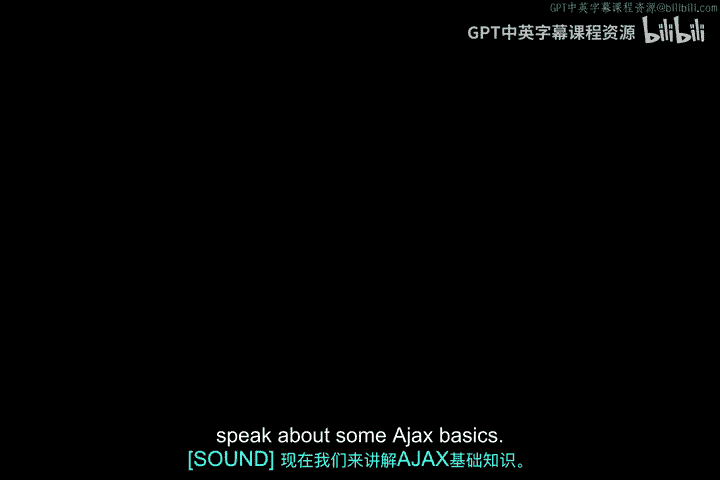 GPT中英字幕课程资源@bilibili.com
GPT中英字幕课程资源 bilibili
speak about some Ajax basics.
[SOUND] 现在我们来讲解AJAX基础知识。